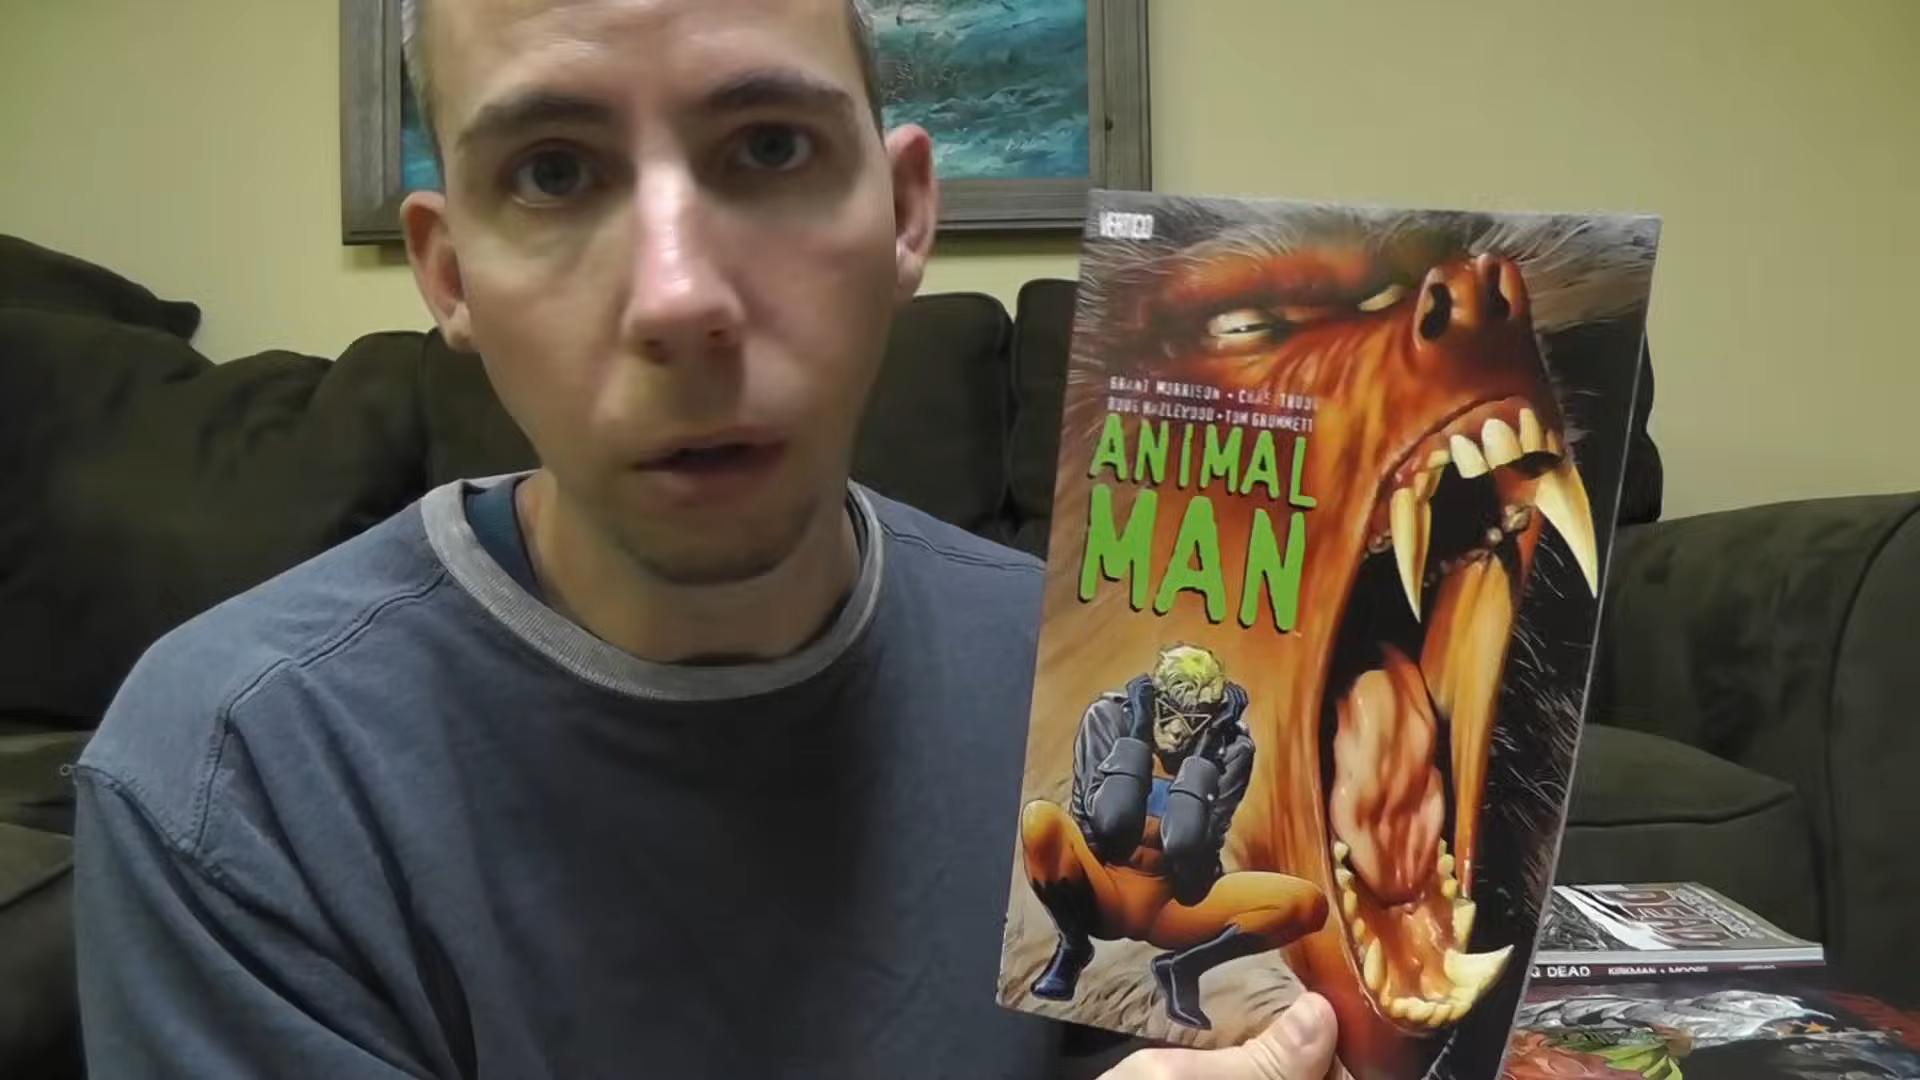 VERTIGO
GRANT MORRISON • CHAS TRUOG
DOUG HAZLEWOOD • TOM GRUMMETT
ANIMAL
MAN
G DEAD KIRKMAN • MOORE